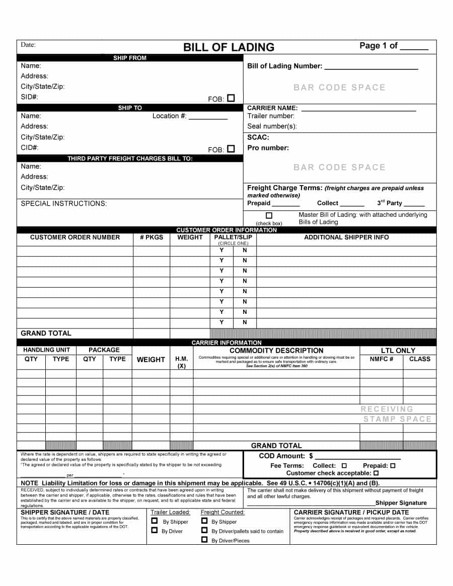 Date:
BILL OF LADING
Page 1 of ______
SHIP FROM
Name:
Address:
City/State/Zip:
SID#:
FOB:
Bill of Lading Number: ____________________
BAR CODE SPACE
SHIP TO
Name:
Location #: __________
Address:
City/State/Zip:
CID#:
FOB:
CARRIER NAME: ______________________________
Trailer number:
Seal number(s):
SCAC:
Pro number:
BAR CODE SPACE
THIRD PARTY FREIGHT CHARGES BILL TO:
Name:
Address:
City/State/Zip:
SPECIAL INSTRUCTIONS:
Freight Charge Terms: (freight charges are prepaid unless
marked otherwise)
Prepaid _______ Collect _______ 3rd Party ______
(check box)
Master Bill of Lading: with attached underlying
Bills of Lading
CUSTOMER ORDER INFORMATION
CUSTOMER ORDER NUMBER
# PKGS
WEIGHT
PALLET/SLIP
(CIRCLE ONE)
ADDITIONAL SHIPPER INFO
Y N
Y N
Y N
Y N
Y N
Y N
Y N
Y N
GRAND TOTAL
CARRIER INFORMATION
HANDLING UNIT
PACKAGE
COMMODITY DESCRIPTION
LTL ONLY
QTY
TYPE
QTY
TYPE
WEIGHT
H.M.
(X)
Commodities requiring special or additional care or attention in handling or stowing must be so
marked and packaged as to ensure safe transportation with ordinary care.
See Section 2(e) of NMFC Item 360
NMFC #
CLASS
RECEIVING
STAMP SPACE
GRAND TOTAL
Where the rate is dependent on value, shippers are required to state specifically in writing the agreed or
declared value of the property as follows:
"The agreed or declared value of the property is specifically stated by the shipper to be not exceeding
__________ per __________."
COD Amount: $ ____________________
Fee Terms: Collect: Prepaid:
Customer check acceptable:
NOTE Liability Limitation for loss or damage in this shipment may be applicable. See 49 U.S.C. • 14706(c)(1)(A) and (B).
RECEIVED, subject to individually determined rates or contracts that have been agreed upon in writing
between the carrier and shipper, if applicable, otherwise to the rates, classifications and rules that have been
established by the carrier and are available to the shipper, on request, and to all applicable state and federal
regulations.
The carrier shall not make delivery of this shipment without payment of freight
and all other lawful charges.
Shipper Signature
SHIPPER SIGNATURE / DATE
This is to certify that the above named materials are properly classified,
packaged, marked and labeled, and are in proper condition for
transportation according to the applicable regulations of the DOT.
Trailer Loaded:
By Shipper
By Driver
Freight Counted:
By Shipper
By Driver/pallets said to contain
By Driver/Pieces
CARRIER SIGNATURE / PICKUP DATE
Carrier acknowledges receipt of packages and required placards. Carrier certifies
emergency response information was made available and/or carrier has the DOT
emergency response guidebook or equivalent documentation in the vehicle.
Property described above is received in good order, except as noted.